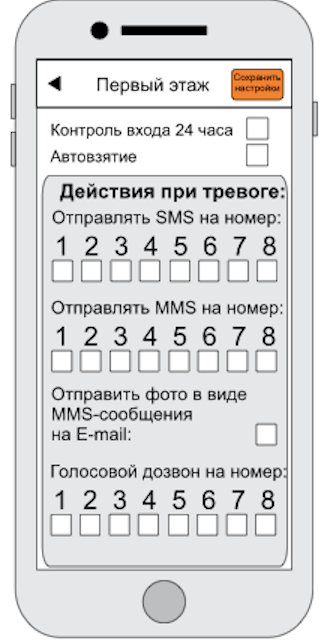 Первый этаж
Сохранить
настройки
Контроль входа 24 часа
Автовзятие
Действия при тревоге:
Отправлять SMS на номер:
1 2 3 4 5 6 7 8
Отправлять MMS на номер:
1 2 3 4 5 6 7 8
Отправить фото в виде
MMS-сообщения
на E-mail:
Голосовой дозвон на номер:
1 2 3 4 5 6 7 8